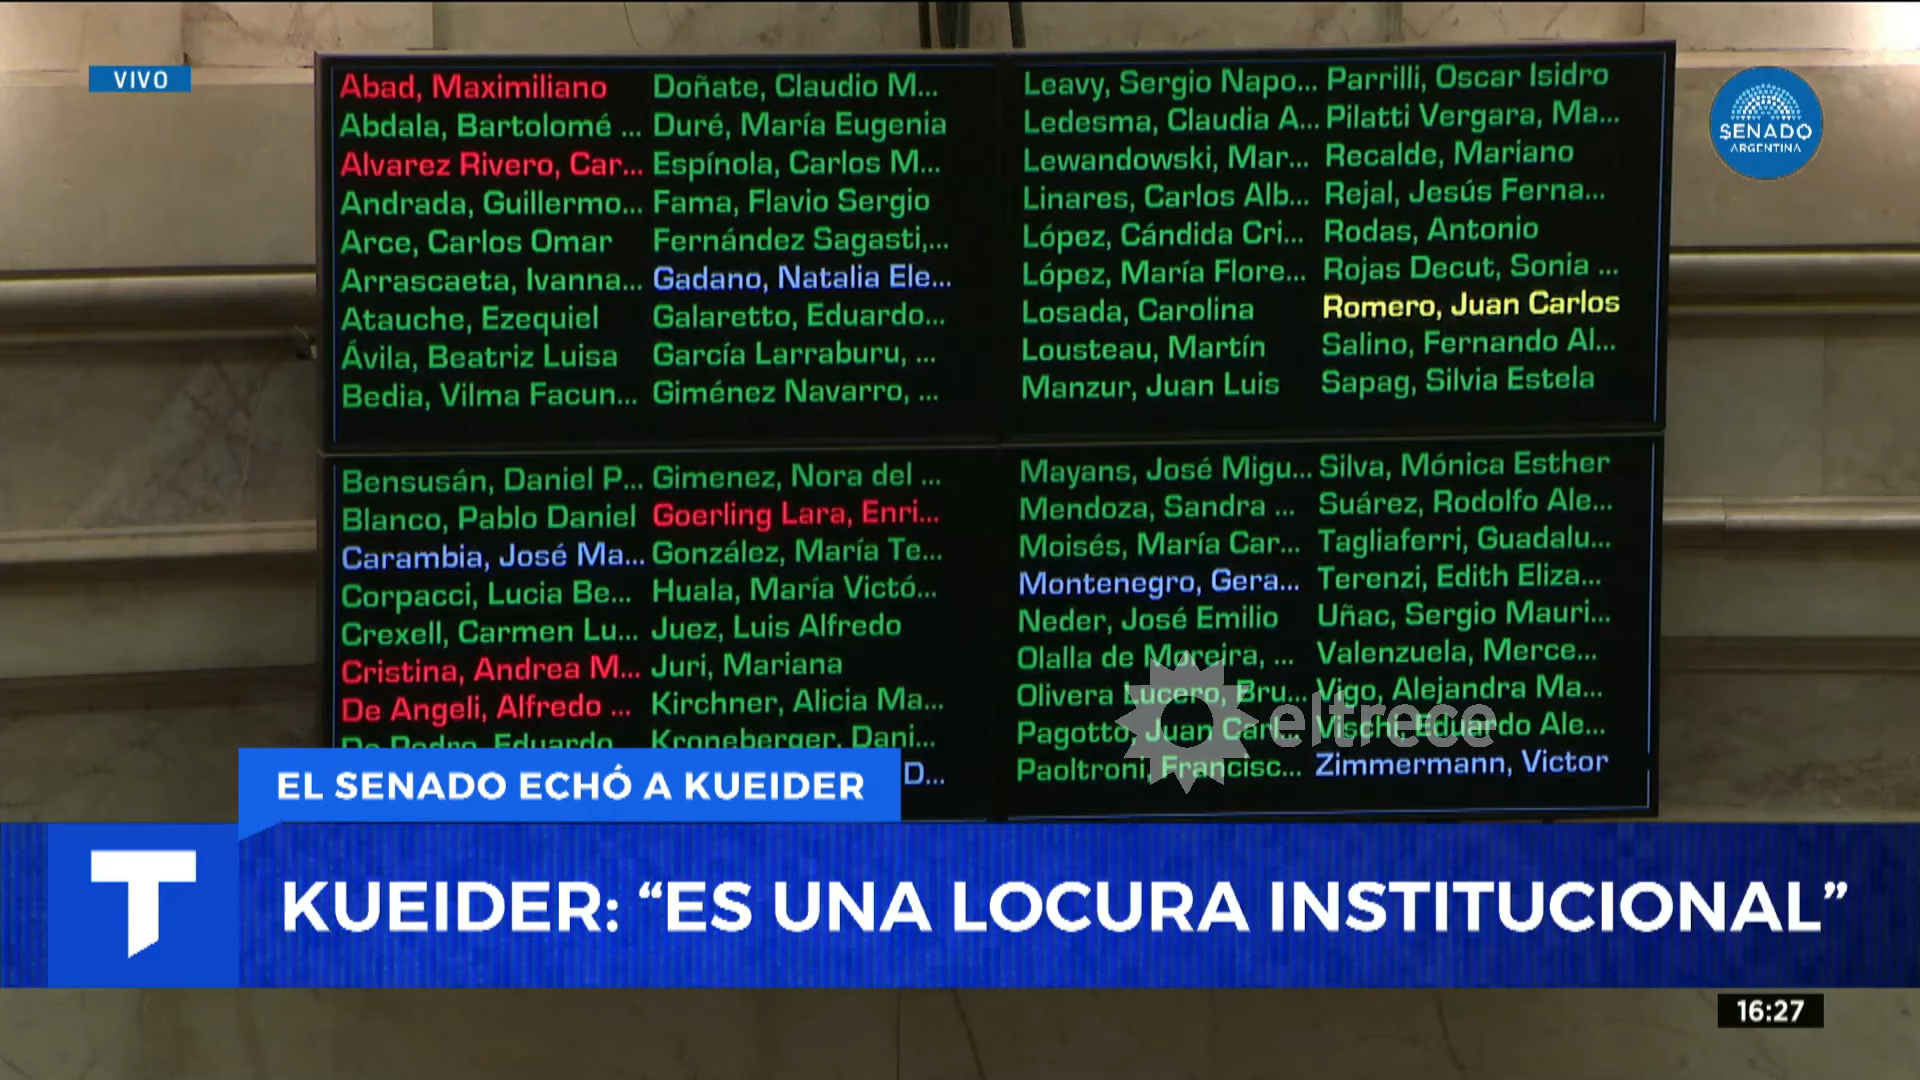 VIVO
SENADO
ARGENTINA
Abad, Maximiliano
Abdala, Bartolomé ...
Alvarez Rivero, Car...
Andrada, Guillermo...
Arce, Carlos Omar
Arrascaeta, Ivanna...
Atauche, Ezequiel
Ávila, Beatriz Luisa
Bedia, Vilma Facun...
Doñate, Claudio M...
Duré, María Eugenia
Espínola, Carlos M...
Fama, Flavio Sergio
Fernández Sagasti,...
Gadano, Natalia Ele...
Galaretto, Eduardo...
García Larraburu, ...
Giménez Navarro, ...
Leavy, Sergio Napo...
Ledesma, Claudia A...
Lewandowski, Mar...
Linares, Carlos Alb...
López, Cándida Cri...
López, María Flore...
Losada, Carolina
Lousteau, Martín
Manzur, Juan Luis
Parrilli, Oscar Isidro
Pilatti Vergara, Ma...
Recalde, Mariano
Rejal, Jesús Ferna...
Rodas, Antonio
Rojas Decut, Sonia ...
Romero, Juan Carlos
Salino, Fernando Al...
Sapag, Silvia Estela
Bensusán, Daniel P...
Blanco, Pablo Daniel
Carambia, José Ma...
Corpacci, Lucia Be...
Crexell, Carmen Lu...
Cristina, Andrea M...
De Angeli, Alfredo ...
De Pedro, Eduardo
Gimenez, Nora del ...
Goerling Lara, Enri...
González, María Te...
Huala, María Victó...
Juez, Luis Alfredo
Juri, Mariana
Kirchner, Alicia Ma...
Kroneberger, Dani...
D...
Mayans, José Migu...
Mendoza, Sandra ...
Moisés, María Car...
Montenegro, Gera...
Neder, José Emilio
Olalla de Moreira, ...
Olivera Lucero, Bru...
Pagotto, Juan Carl...
Paoltroni, Francisc...
Silva, Mónica Esther
Suárez, Rodolfo Ale...
Tagliaferri, Guadalu...
Terenzi, Edith Eliza...
Uñac, Sergio Mauri...
Valenzuela, Merce...
Vigo, Alejandra Ma...
Vischi, Eduardo Ale...
Zimmermann, Victor
eltrece
EL SENADO ECHÓ A KUEIDER
T
KUEIDER: “ES UNA LOCURA INSTITUCIONAL”
16:27